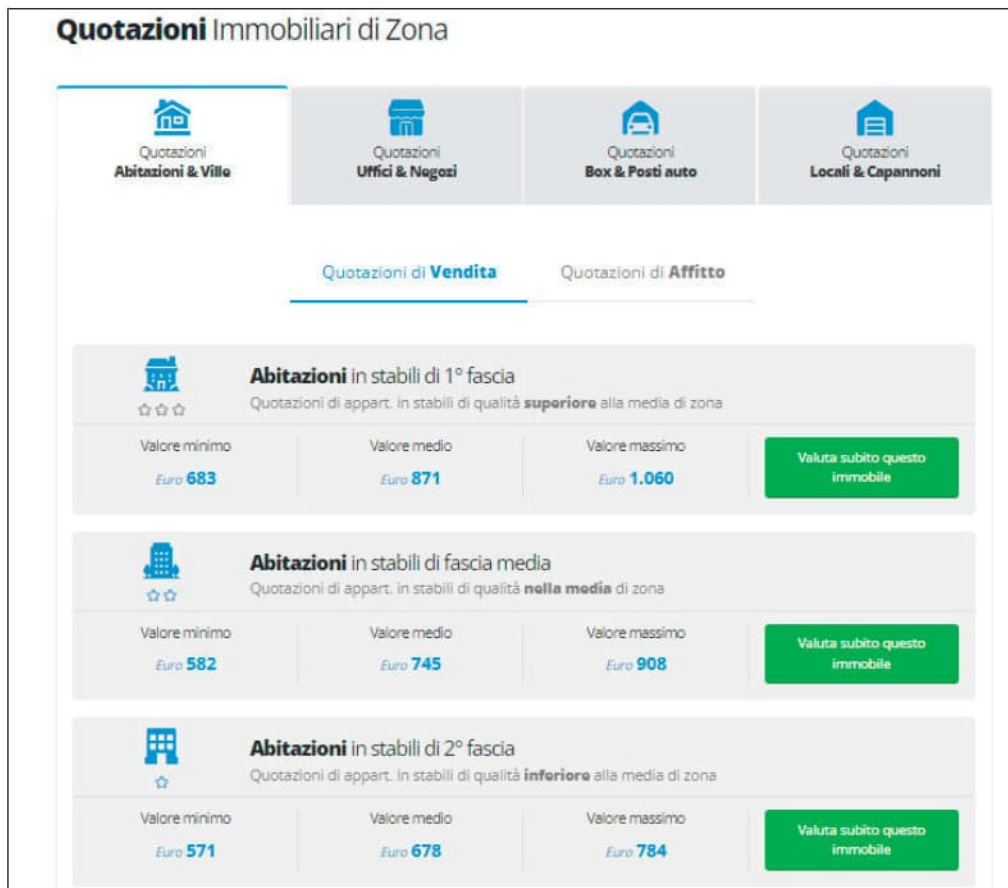 Quotazioni Immobiliari di Zona
Quotazioni
Abitazioni & Ville
Quotazioni
Uffici & Negozi
Quotazioni
Box & Posti auto
Quotazioni
Locali & Capannoni
Quotazioni di Vendita
Quotazioni di Affitto
Abitazioni in stabili di 1° fascia
Quotazioni di appart. in stabili di qualità superiore alla media di zona
Valore minimo
Valore medio
Valore massimo
Euro 683
Euro 871
Euro 1.060
Valuta subito questo
immobile
Abitazioni in stabili di fascia media
Quotazioni di appart. in stabili di qualità nella media di zona
Valore minimo
Valore medio
Valore massimo
Euro 582
Euro 745
Euro 908
Valuta subito questo
immobile
Abitazioni in stabili di 2° fascia
Quotazioni di appart. in stabili di qualità inferiore alla media di zona
Valore minimo
Valore medio
Valore massimo
Euro 571
Euro 678
Euro 784
Valuta subito questo
immobile